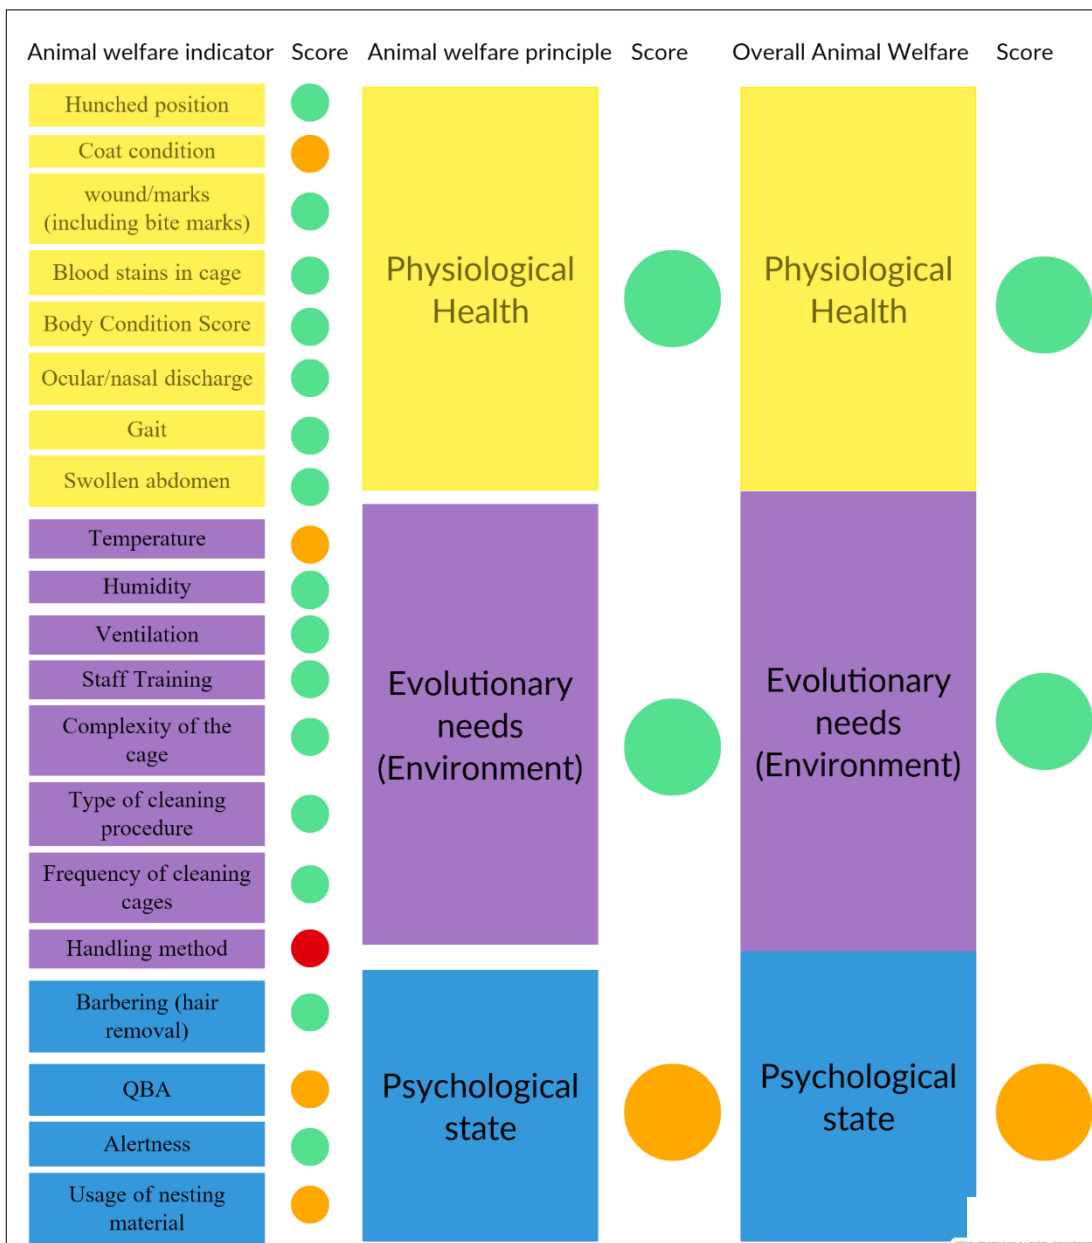 Animal welfare indicator Score Animal welfare principle Score Overall Animal Welfare Score
Hunched position
Coat condition
wound/marks
(including bite marks)
Blood stains in cage
Body Condition Score
Ocular/nasal discharge
Gait
Swollen abdomen
Temperature
Humidity
Ventilation
Staff Training
Complexity of the
cage
Type of cleaning
procedure
Frequency of cleaning
cages
Handling method
Barbering (hair
removal)
QBA
Alertness
Usage of nesting
material
Physiological
Health
Evolutionary
needs
(Environment)
Psychological
state
Physiological
Health
Evolutionary
needs
(Environment)
Psychological
state